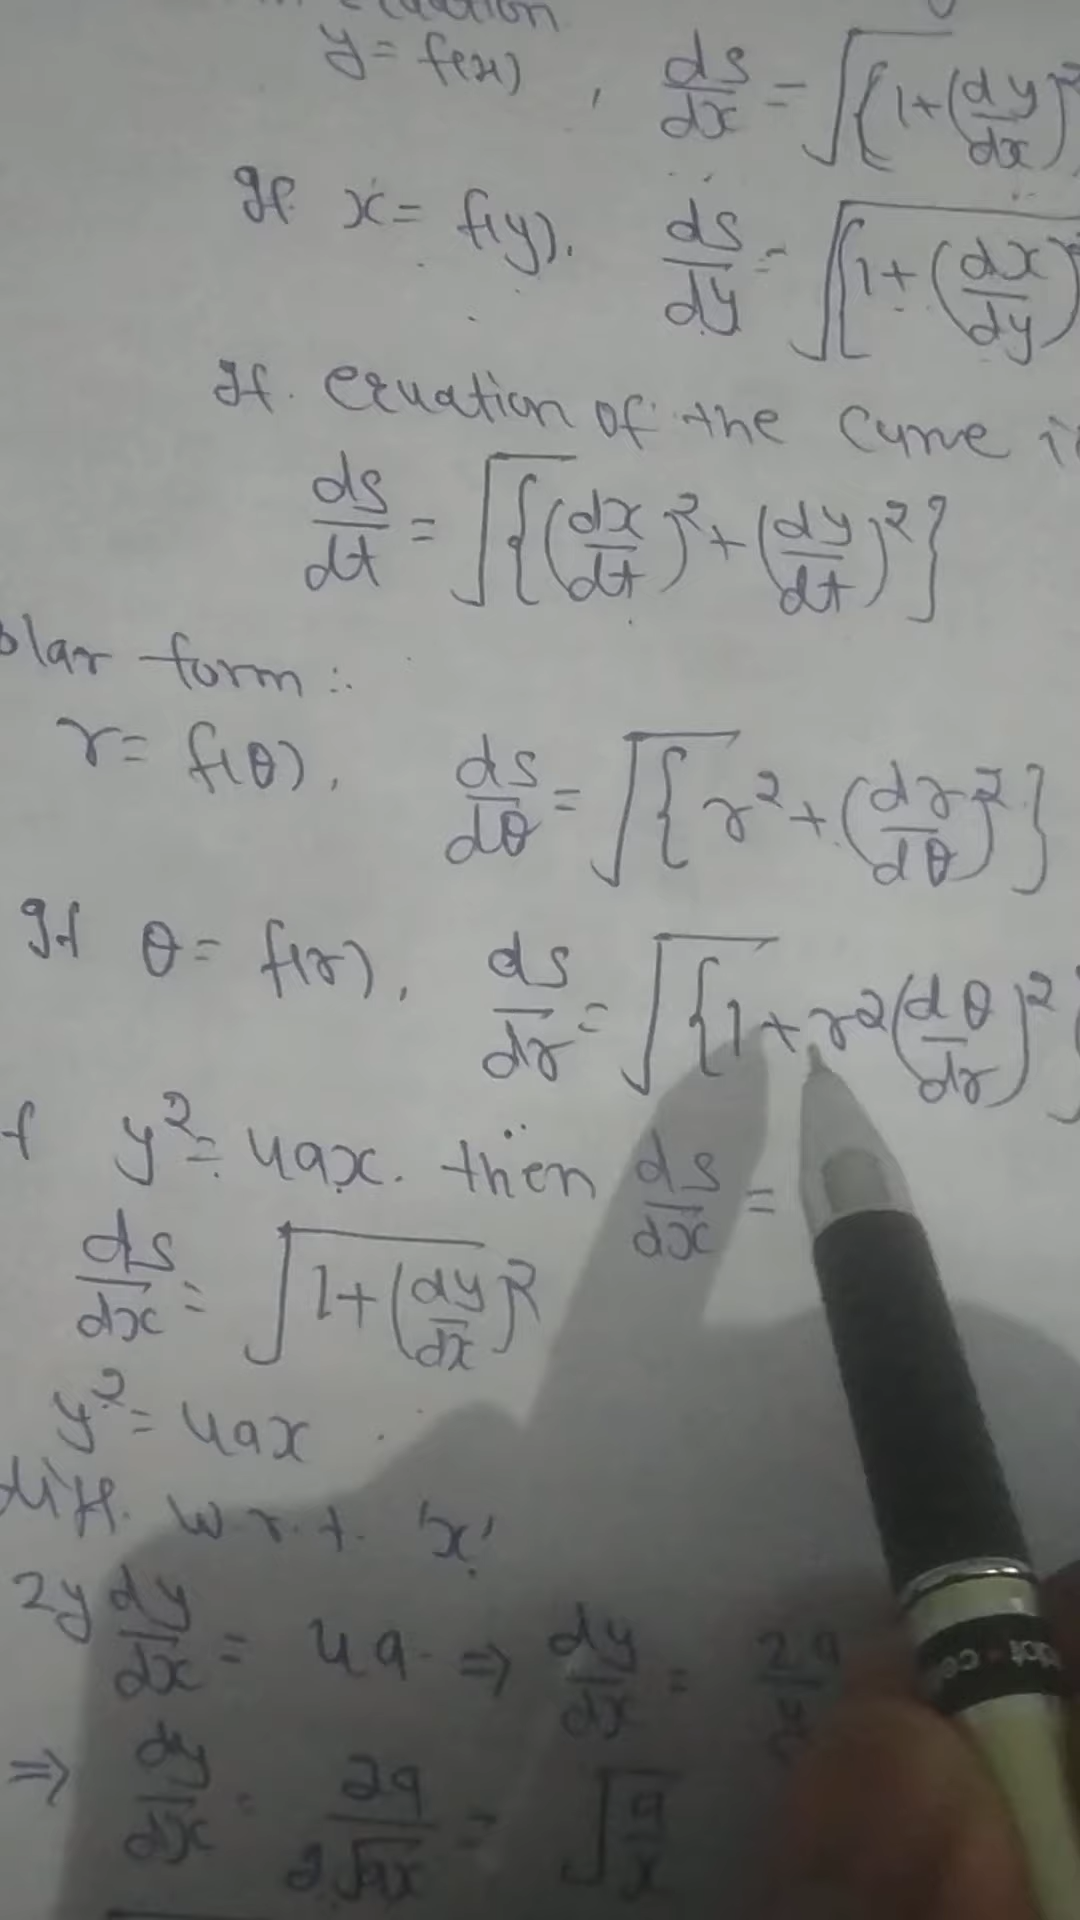 y = f(x), ds/dx = √{1+(dy/dx)²
If x = f(y). ds/dy = √{1+(dx/dy)²
If equation of the curve i
ds/dt = √{(dx/dt)² + (dy/dt)²}
olar form :.
r = f(θ), ds/dθ = √{r² + (dr/dθ)²}
If θ = f(r), ds/dr = √{1+r²(dθ/dr)²}
f y² = 4ax. then ds/dx =
ds/dx = √1+(dy/dx)²
y² = 4ax
diff. w.r.t. 'x'
2y dy/dx = 4a ⇒ dy/dx = 2a
⇒ dy/dx = 2a/2√ax = √a/x